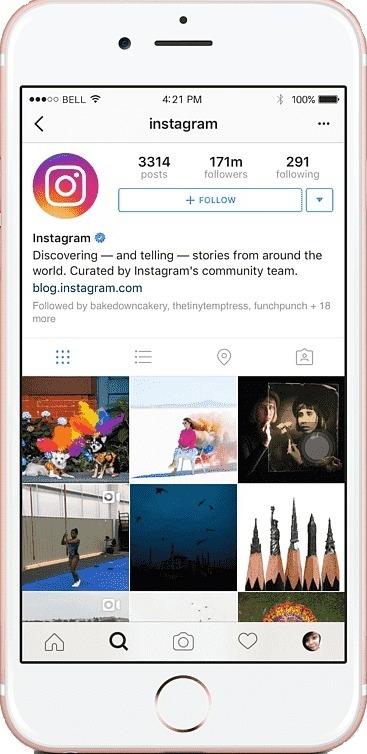 BELL 4:21 PM 100%
instagram
3314 171m 291
posts followers following
+ FOLLOW
Instagram
Discovering — and telling — stories from around the
world. Curated by Instagram's community team.
blog.instagram.com
Followed by bakedowncakery, thetinytemptress, funchpunch + 18
more